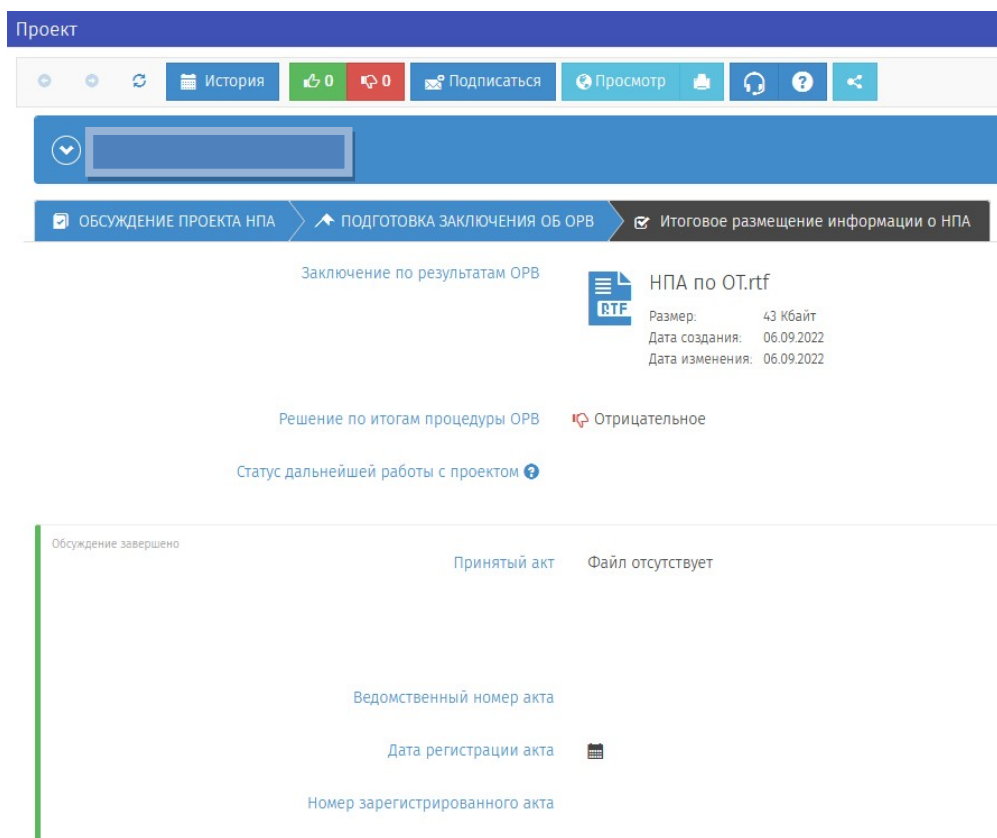 Проект
История 0 0 Подписаться Просмотр
ОБСУЖДЕНИЕ ПРОЕКТА НПА ПОДГОТОВКА ЗАКЛЮЧЕНИЯ ОБ ОРВ Итоговое размещение информации о НПА
Заключение по результатам ОРВ
НПА по ОТ.rtf
RTF
Размер: 43 Кбайт
Дата создания: 06.09.2022
Дата изменения: 06.09.2022
Решение по итогам процедуры ОРВ Отрицательное
Статус дальнейшей работы с проектом ?
Обсуждение завершено
Принятый акт Файл отсутствует
Ведомственный номер акта
Дата регистрации акта
Номер зарегистрированного акта